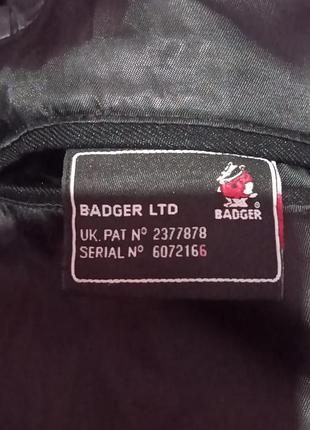 BADGER LTD
BADGER
UK. PAT Nº 2377878
SERIAL Nº 6072166